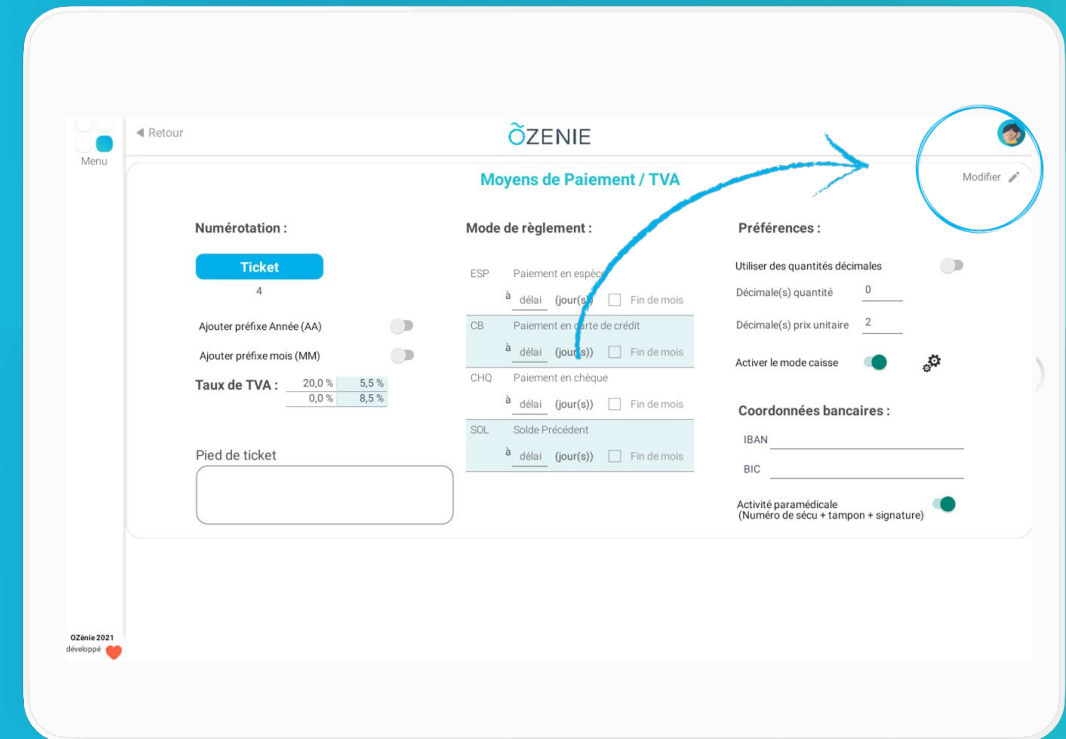 Menu
◀ Retour
ÕZENIE
Moyens de Paiement / TVA
Modifier
Numérotation :
Ticket
4
Ajouter préfixe Année (AA)
Ajouter préfixe mois (MM)
Taux de TVA : 20,0 % 5,5 %
0,0 % 8,5 %
Pied de ticket
Mode de règlement :
ESP Paiement en espèce
à délai (jour(s)) Fin de mois
CB Paiement en carte de crédit
à délai (jour(s)) Fin de mois
CHQ Paiement en chèque
à délai (jour(s)) Fin de mois
SOL Solde Précédent
à délai (jour(s)) Fin de mois
Préférences :
Utiliser des quantités décimales
Décimale(s) quantité 0
Décimale(s) prix unitaire 2
Activer le mode caisse
Coordonnées bancaires :
IBAN
BIC
Activité paramédicale
(Numéro de sécu + tampon + signature)
OZénie 2021
développé